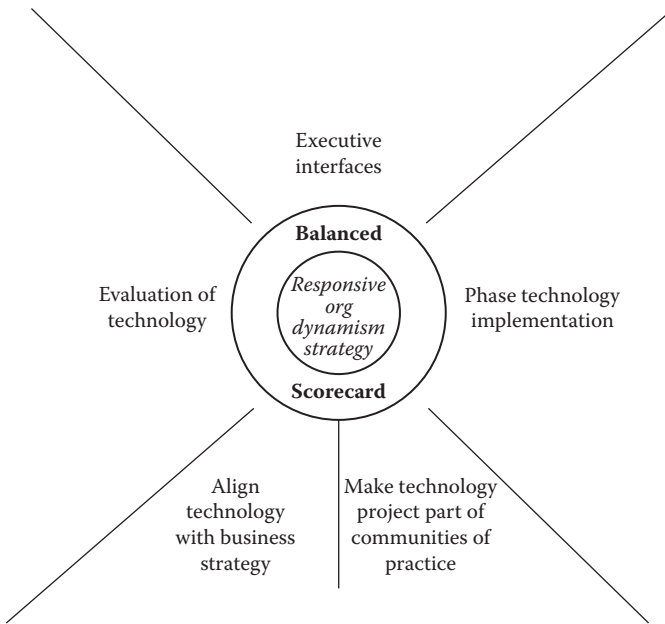 Executive
interfaces
Balanced
Responsive
org
dynamism
strategy
Scorecard
Evaluation of
technology
Phase technology
implementation
Align
technology
with business
strategy
Make technology
project part of
communities of
practice